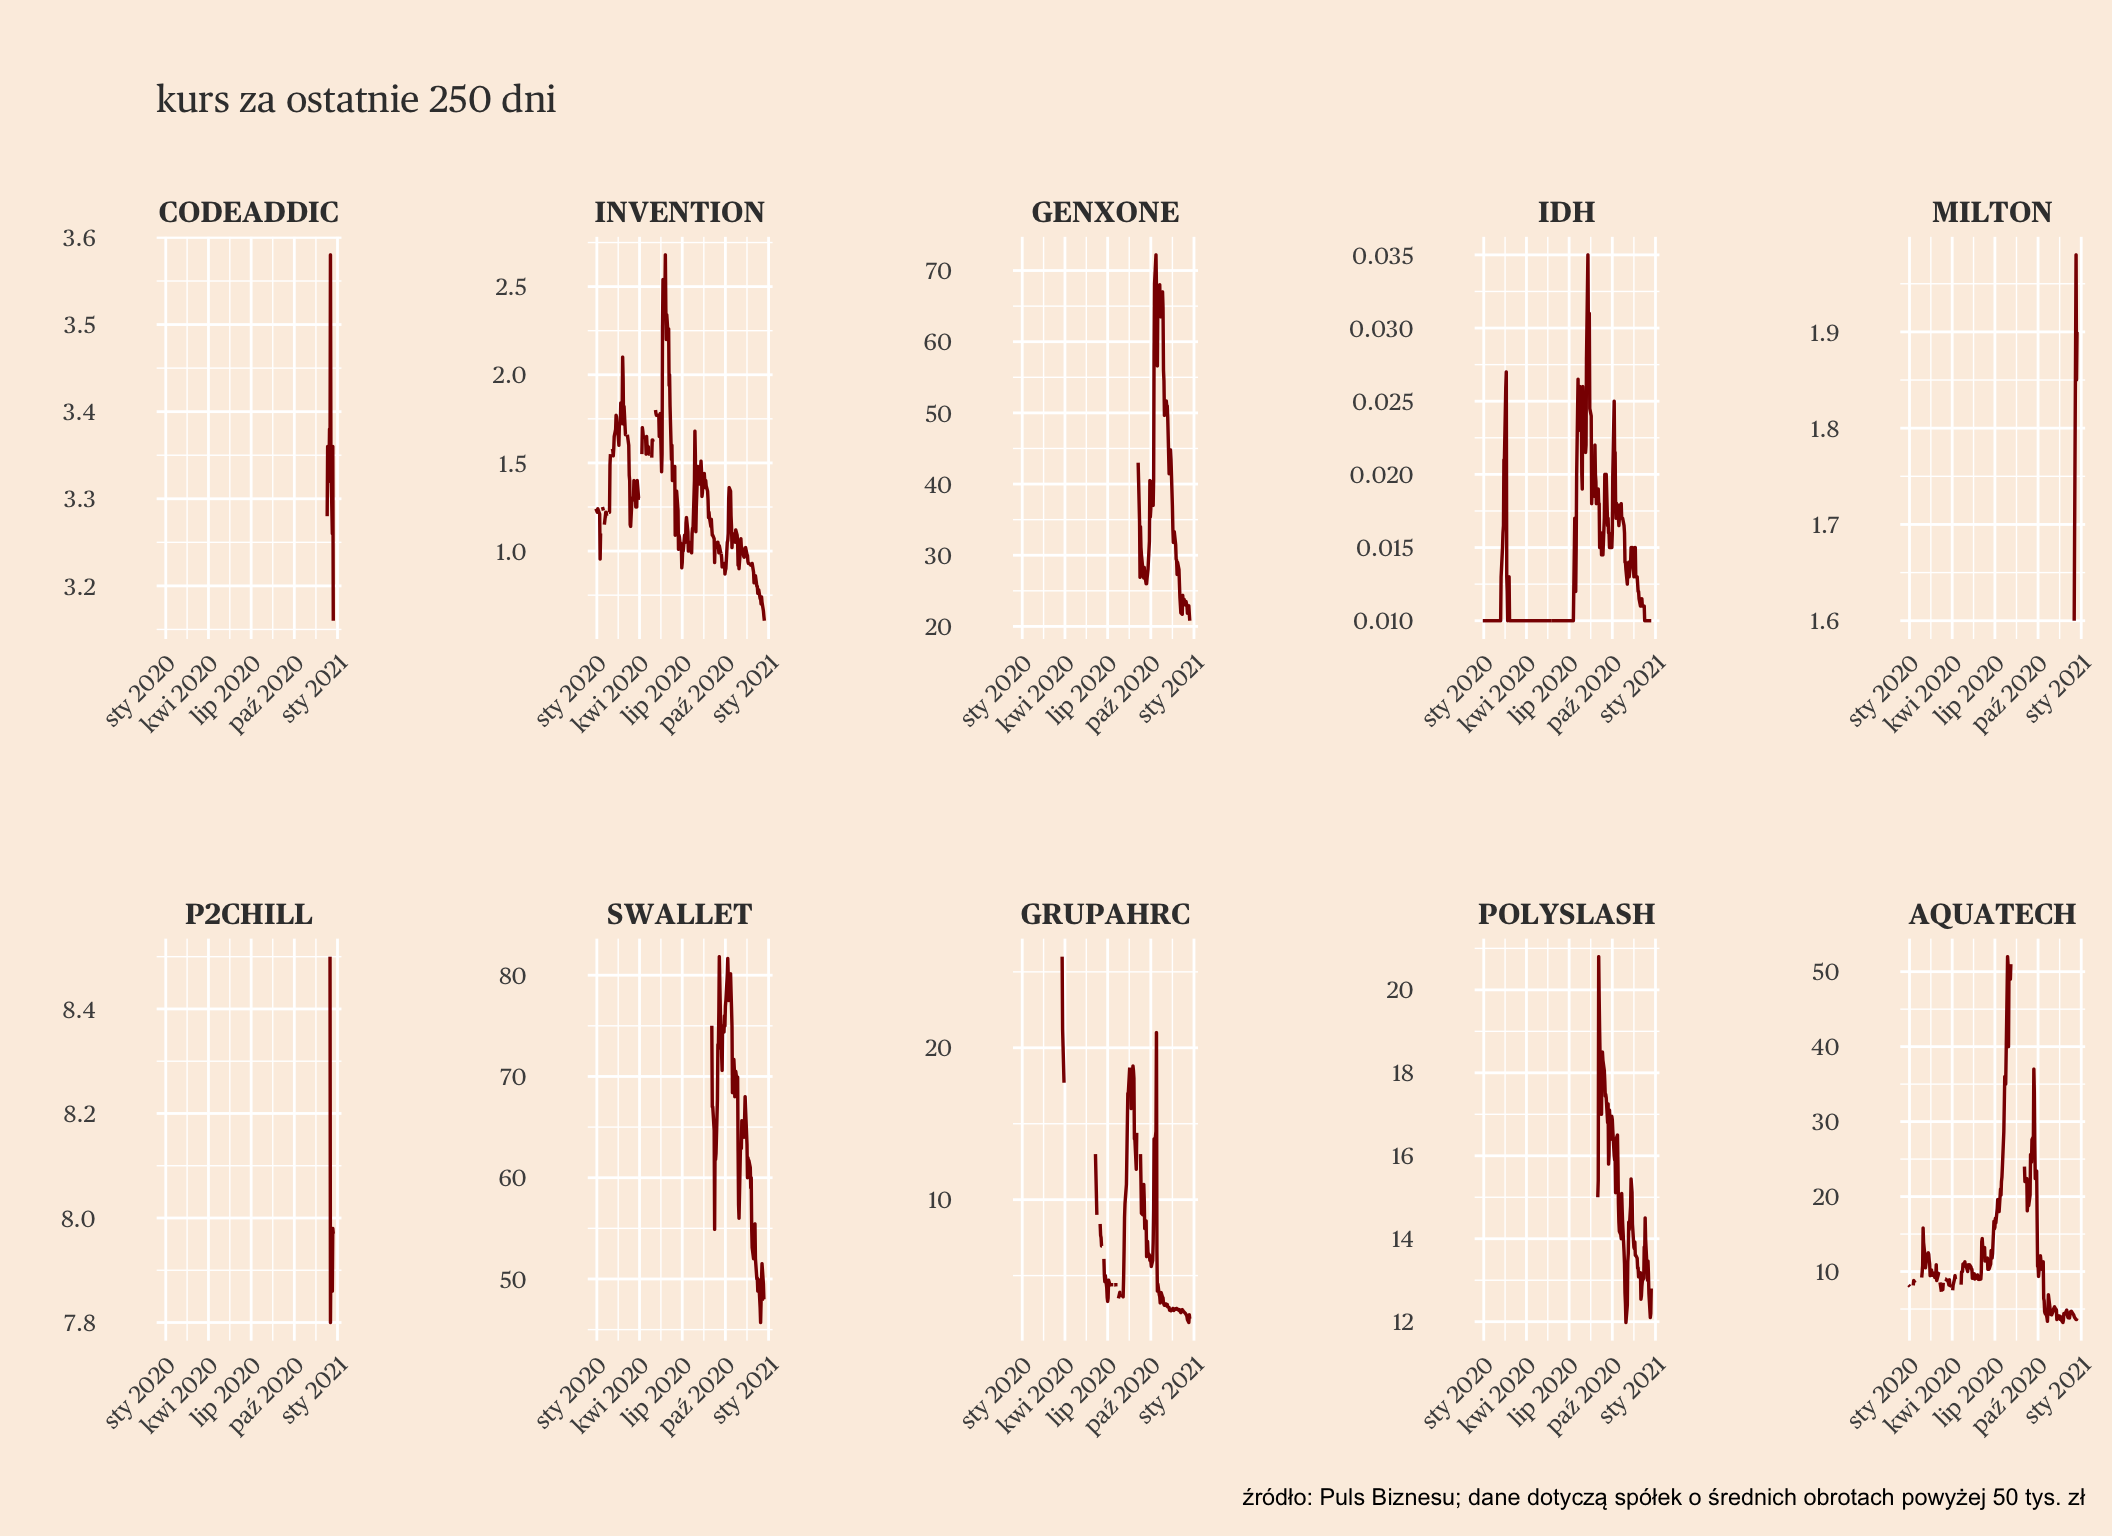 kurs za ostatnie 250 dni
CODEADDIC
3.6
3.5
3.4
3.3
3.2
sty 2020
kwi 2020
lip 2020
paź 2020
sty 2021
INVENTION
2.5
2.0
1.5
1.0
sty 2020
kwi 2020
lip 2020
paź 2020
sty 2021
GENXONE
70
60
50
40
30
20
sty 2020
kwi 2020
lip 2020
paź 2020
sty 2021
IDH
0.035
0.030
0.025
0.020
0.015
0.010
sty 2020
kwi 2020
lip 2020
paź 2020
sty 2021
MILTON
1.9
1.8
1.7
1.6
sty 2020
kwi 2020
lip 2020
paź 2020
sty 2021
P2CHILL
8.4
8.2
8.0
7.8
sty 2020
kwi 2020
lip 2020
paź 2020
sty 2021
SWALLET
80
70
60
50
sty 2020
kwi 2020
lip 2020
paź 2020
sty 2021
GRUPAHRC
20
10
sty 2020
kwi 2020
lip 2020
paź 2020
sty 2021
POLYSLASH
20
18
16
14
12
sty 2020
kwi 2020
lip 2020
paź 2020
sty 2021
AQUATECH
50
40
30
20
10
sty 2020
kwi 2020
lip 2020
paź 2020
sty 2021
źródło: Puls Biznesu; dane dotyczą spółek o średnich obrotach powyżej 50 tys. zł